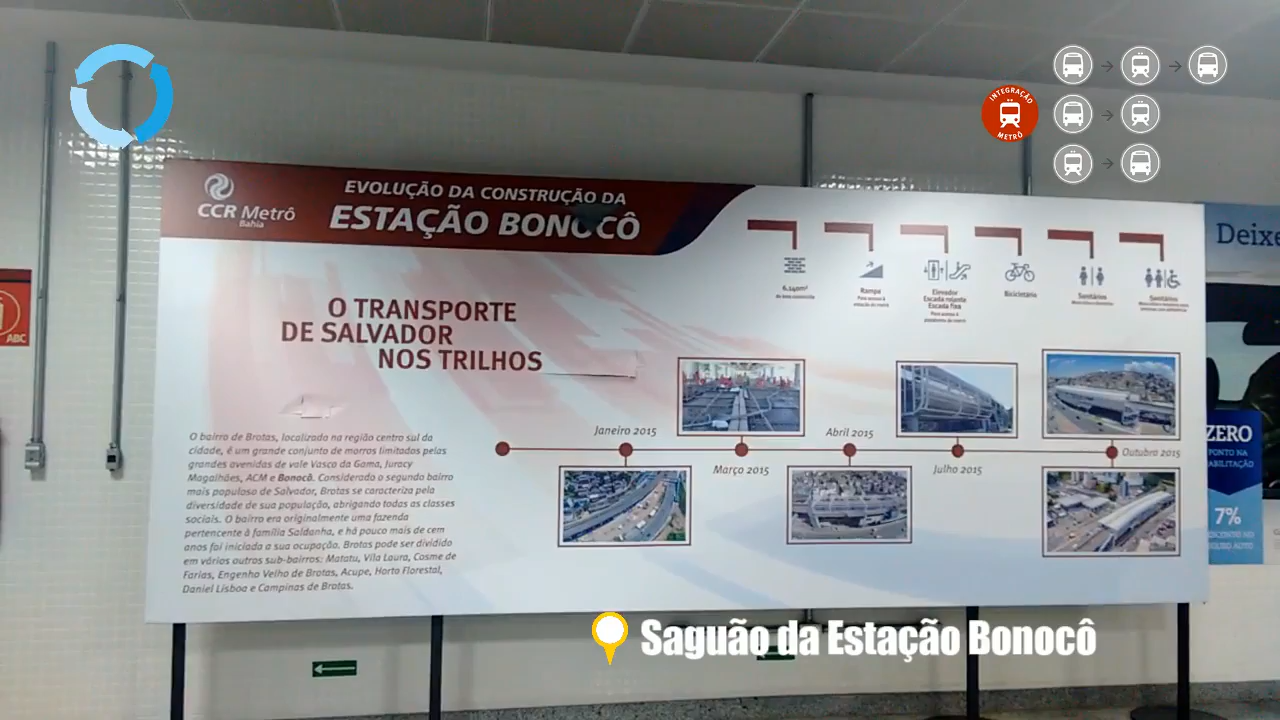 INTEGRAÇÃO
METRÔ
CCR Metrô
Bahia
EVOLUÇÃO DA CONSTRUÇÃO DA
ESTAÇÃO BONOCÔ
Deixe
6.140m²
Rampa
Elevador
Escada rolante
Escada fixa
Bicicletário
Sanitários
Sanitários
ABC
O TRANSPORTE
DE SALVADOR
NOS TRILHOS
Janeiro 2015
Março 2015
Abril 2015
Julho 2015
Outubro 2015
O bairro de Brotas, localizado na região centro sul da
cidade, é um grande conjunto de morros limitados pelas
grandes avenidas de vale Vasco da Gama, Juracy
Magalhães, ACM e Bonocô. Considerado o segundo bairro
mais populoso de Salvador, Brotas se caracteriza pela
diversidade de sua população, abrigando todas as classes
sociais. O bairro era originalmente uma fazenda
pertencente à família Saldanha, e há pouco mais de cem
anos foi iniciado a sua ocupação. Brotas pode ser dividido
em vários outros sub-bairros: Matatu, Vila Laura, Cosme de
Farias, Engenho Velho de Brotas, Acupe, Horto Florestal,
Daniel Lisboa e Campinas de Brotas.
ZERO
PONTO NA
7%
Saguão da Estação Bonocô